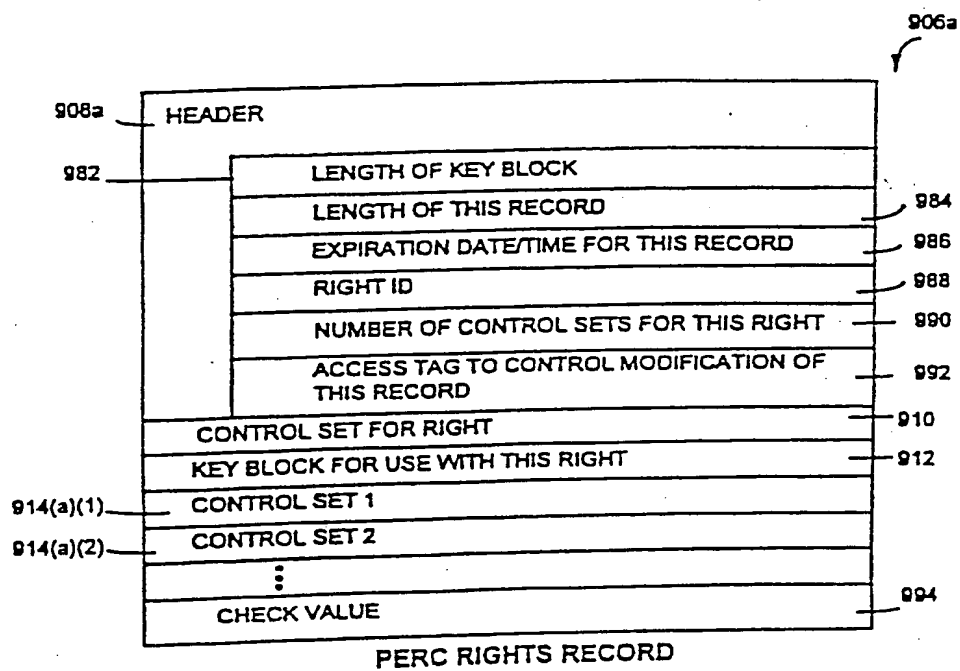 906a
908a HEADER
982 LENGTH OF KEY BLOCK
LENGTH OF THIS RECORD 984
EXPIRATION DATE/TIME FOR THIS RECORD 986
RIGHT ID 988
NUMBER OF CONTROL SETS FOR THIS RIGHT 990
ACCESS TAG TO CONTROL MODIFICATION OF
THIS RECORD 992
CONTROL SET FOR RIGHT 910
KEY BLOCK FOR USE WITH THIS RIGHT 912
914(a)(1) CONTROL SET 1
914(a)(2) CONTROL SET 2
CHECK VALUE 994
PERC RIGHTS RECORD